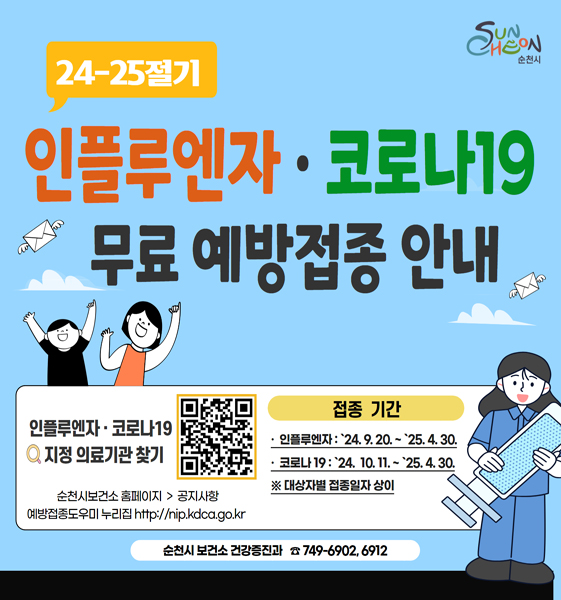 SUNCHEON
순천시
24-25절기
인플루엔자 · 코로나19
무료 예방접종 안내
인플루엔자 · 코로나19
지정 의료기관 찾기
순천시보건소 홈페이지 > 공지사항
예방접종도우미 누리집 http://nip.kdca.go.kr
접종 기간
· 인플루엔자 : `24. 9. 20. ~ `25. 4. 30.
· 코로나 19 : `24. 10. 11. ~ `25. 4. 30.
※ 대상자별 접종일자 상이
순천시 보건소 건강증진과 ☎ 749-6902, 6912